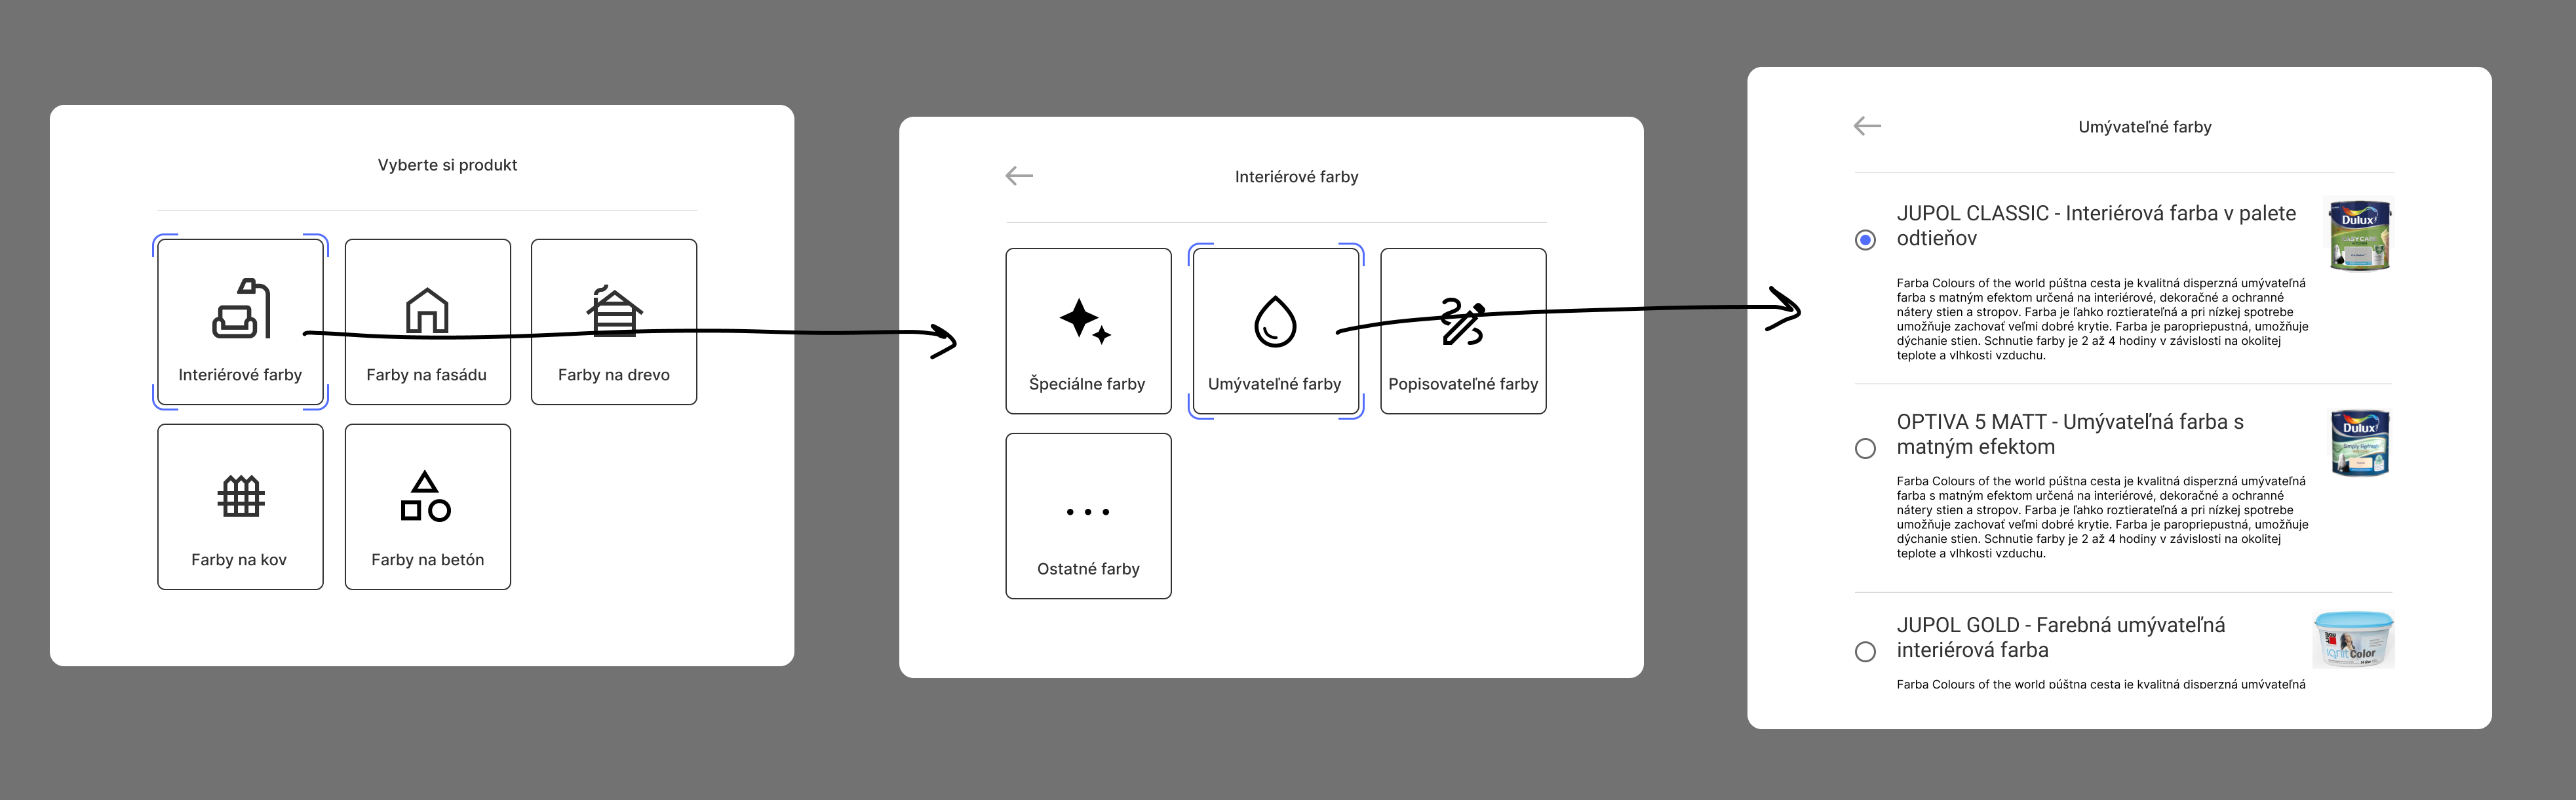 Vyberte si produkt
Interiérové farby
Farby na fasádu
Farby na drevo
Farby na kov
Farby na betón
Interiérové farby
Špeciálne farby
Umývateľné farby
Popisovateľné farby
Ostatné farby
Umývateľné farby
JUPOL CLASSIC - Interiérová farba v palete
odtieňov
Dulux
Farba Colours of the world púštna cesta je kvalitná disperzná umývateľná
farba s matným efektom určená na interiérové, dekoračné a ochranné
nátery stien a stropov. Farba je ľahko roztierateľná a pri nízkej spotrebe
umožňuje zachovať veľmi dobré krytie. Farba je paropriepustná, umožňuje
dýchanie stien. Schnutie farby je 2 až 4 hodiny v závislosti na okolitej
teplote a vlhkosti vzduchu.
OPTIVA 5 MATT - Umývateľná farba s
matným efektom
Dulux
Farba Colours of the world púštna cesta je kvalitná disperzná umývateľná
farba s matným efektom určená na interiérové, dekoračné a ochranné
nátery stien a stropov. Farba je ľahko roztierateľná a pri nízkej spotrebe
umožňuje zachovať veľmi dobré krytie. Farba je paropriepustná, umožňuje
dýchanie stien. Schnutie farby je 2 až 4 hodiny v závislosti na okolitej
teplote a vlhkosti vzduchu.
JUPOL GOLD - Farebná umývateľná
interiérová farba
Color
Farba Colours of the world púštna cesta je kvalitná disperzná umývateľná